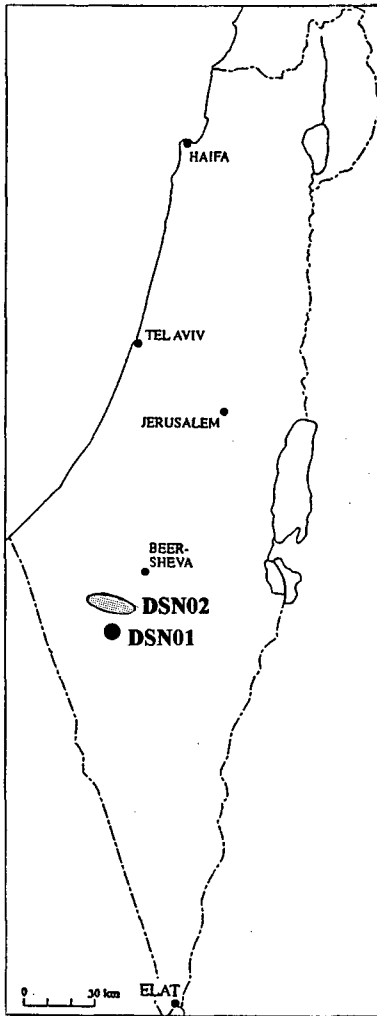 HAIFA
TEL AVIV
JERUSALEM
BEER-
SHEVA
DSN02
DSN01
0 30 km
ELAT